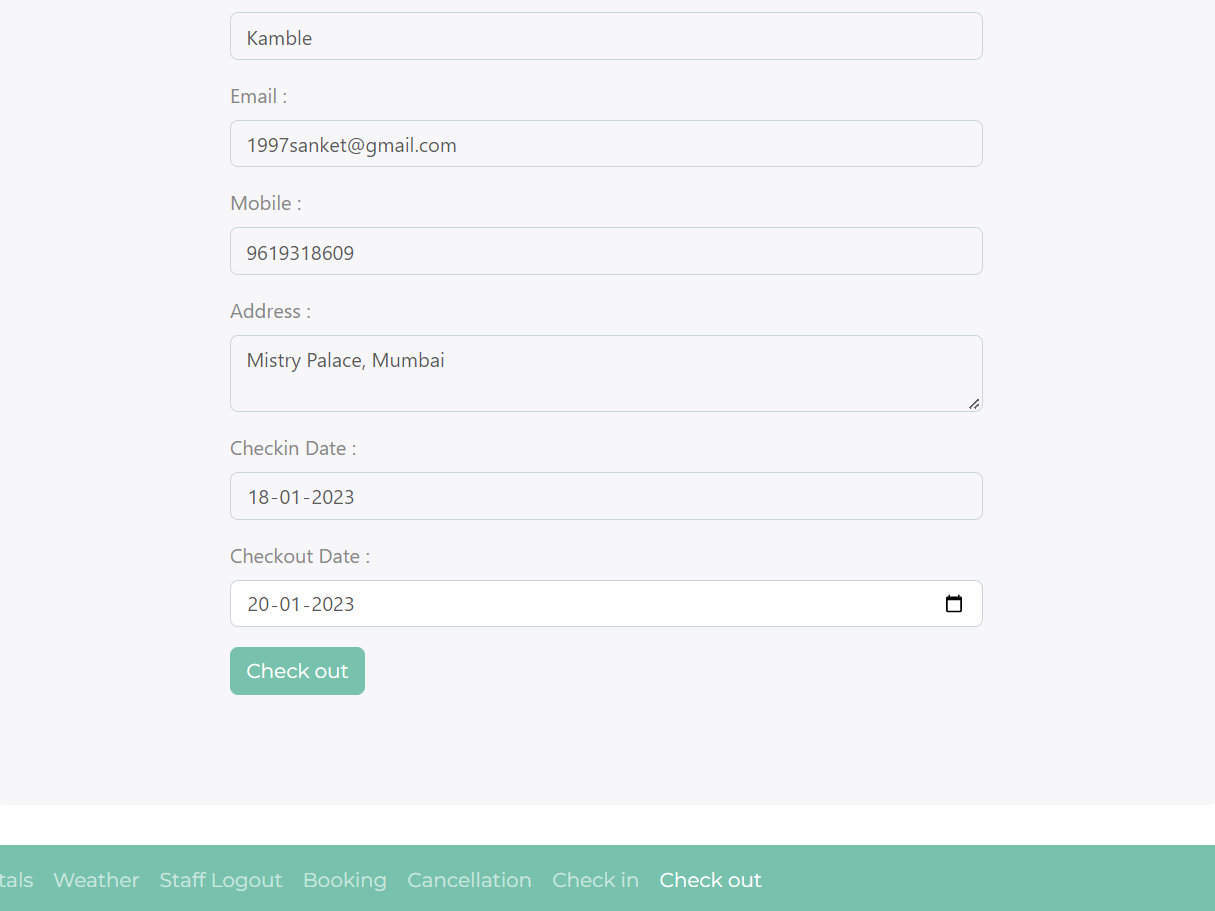 Kamble
Email :
1997sanket@gmail.com
Mobile :
9619318609
Address :
Mistry Palace, Mumbai
Checkin Date :
18-01-2023
Checkout Date :
20-01-2023
Check out
tals Weather Staff Logout Booking Cancellation Check in Check out